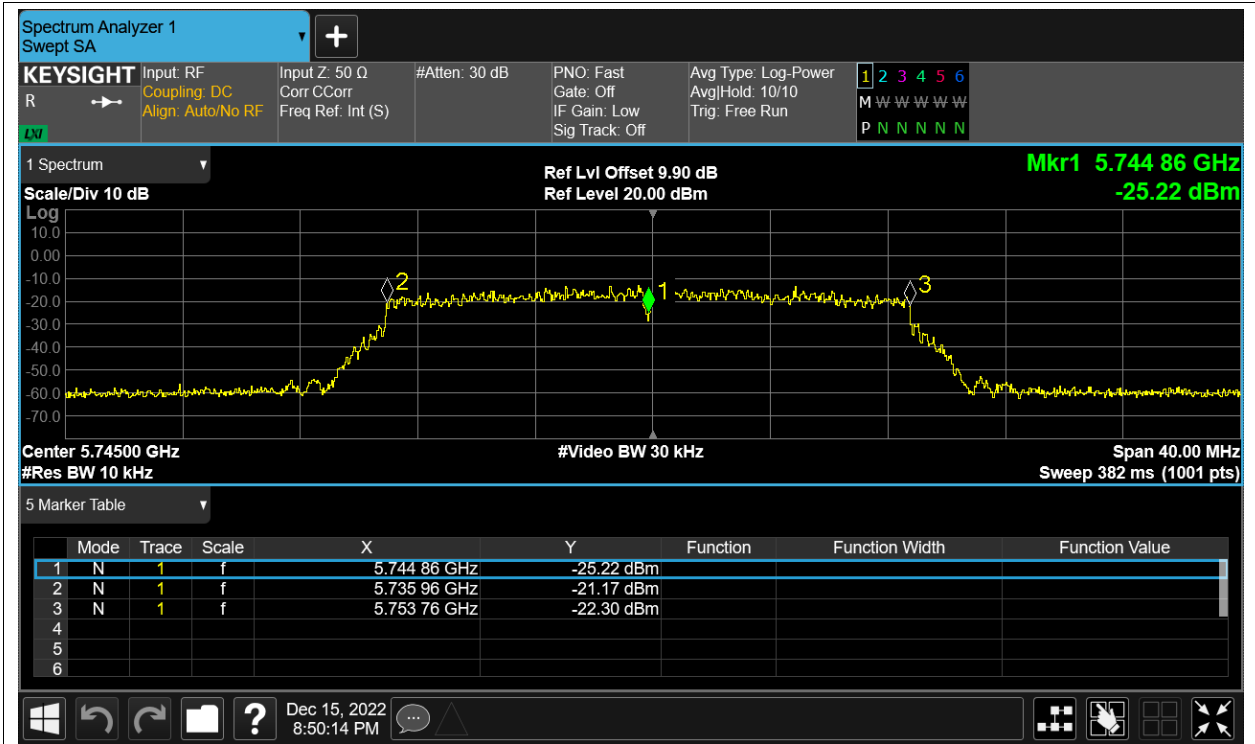 Spectrum Analyzer 1
Swept SA
KEYSIGHT Input: RF Input Z: 50 Ω #Atten: 30 dB PNO: Fast Avg Type: Log-Power 1 2 3 4 5 6
R Coupling: DC Corr CCorr Gate: Off Avg|Hold: 10/10 M W W W W W
Align: Auto/No RF Freq Ref: Int (S) IF Gain: Low Trig: Free Run
LXI Sig Track: Off P N N N N N
1 Spectrum Ref Lvl Offset 9.90 dB Mkr1 5.744 86 GHz
Scale/Div 10 dB Ref Level 20.00 dBm -25.22 dBm
Log
10.0
0.00
-10.0
2 1 3
-20.0
-30.0
-40.0
-50.0
-60.0
-70.0
Center 5.74500 GHz #Video BW 30 kHz Span 40.00 MHz
#Res BW 10 kHz Sweep 382 ms (1001 pts)
5 Marker Table
Mode Trace Scale X Y Function Function Width Function Value
1 N 1 f 5.744 86 GHz -25.22 dBm
2 N 1 f 5.735 96 GHz -21.17 dBm
3 N 1 f 5.753 76 GHz -22.30 dBm
4
5
6
? Dec 15, 2022
8:50:14 PM